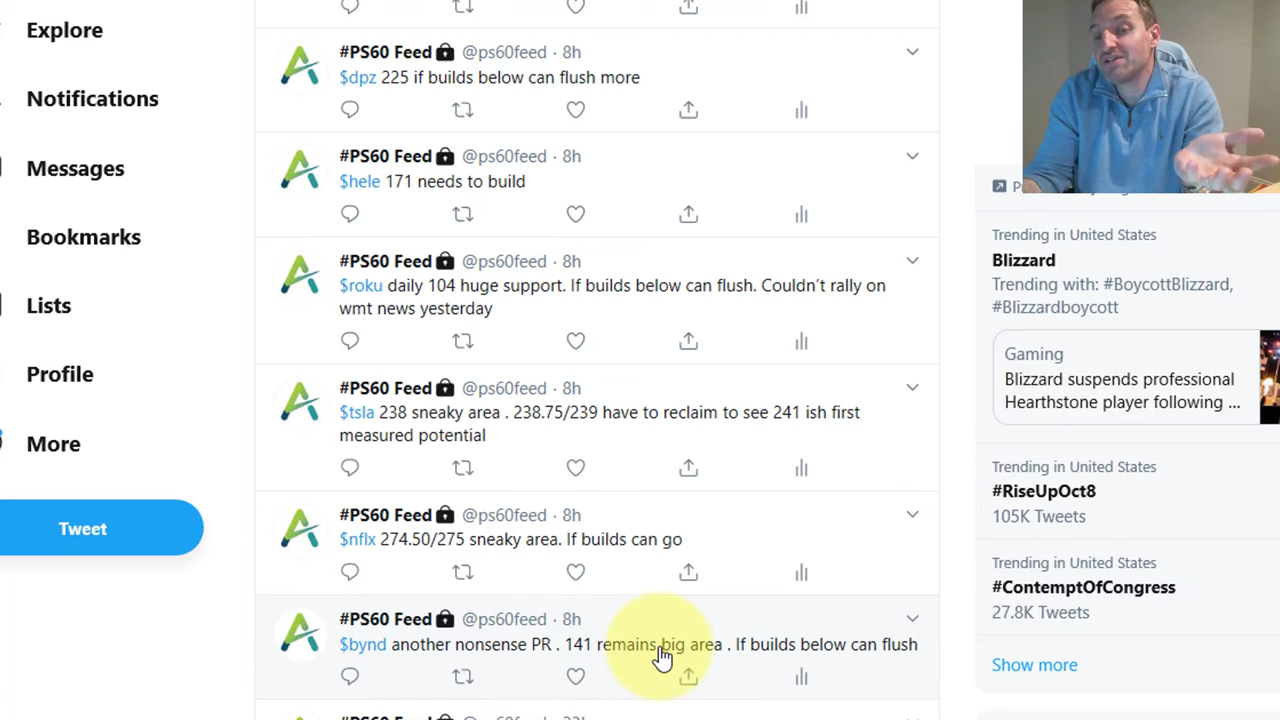 Explore
Notifications
Messages
Bookmarks
Lists
Profile
More
Tweet
#PS60 Feed @ps60feed · 8h
$dpz 225 if builds below can flush more
#PS60 Feed @ps60feed · 8h
$hele 171 needs to build
#PS60 Feed @ps60feed · 8h
$roku daily 104 huge support. If builds below can flush. Couldn't rally on
wmt news yesterday
#PS60 Feed @ps60feed · 8h
$tsla 238 sneaky area . 238.75/239 have to reclaim to see 241 ish first
measured potential
#PS60 Feed @ps60feed · 8h
$nflx 274.50/275 sneaky area. If builds can go
#PS60 Feed @ps60feed · 8h
$bynd another nonsense PR . 141 remains big area . If builds below can flush
Trending in United States
Blizzard
Trending with: #BoycottBlizzard,
#Blizzardboycott
Gaming
Blizzard suspends professional
Hearthstone player following ...
Trending in United States
#RiseUpOct8
105K Tweets
Trending in United States
#ContemptOfCongress
27.8K Tweets
Show more